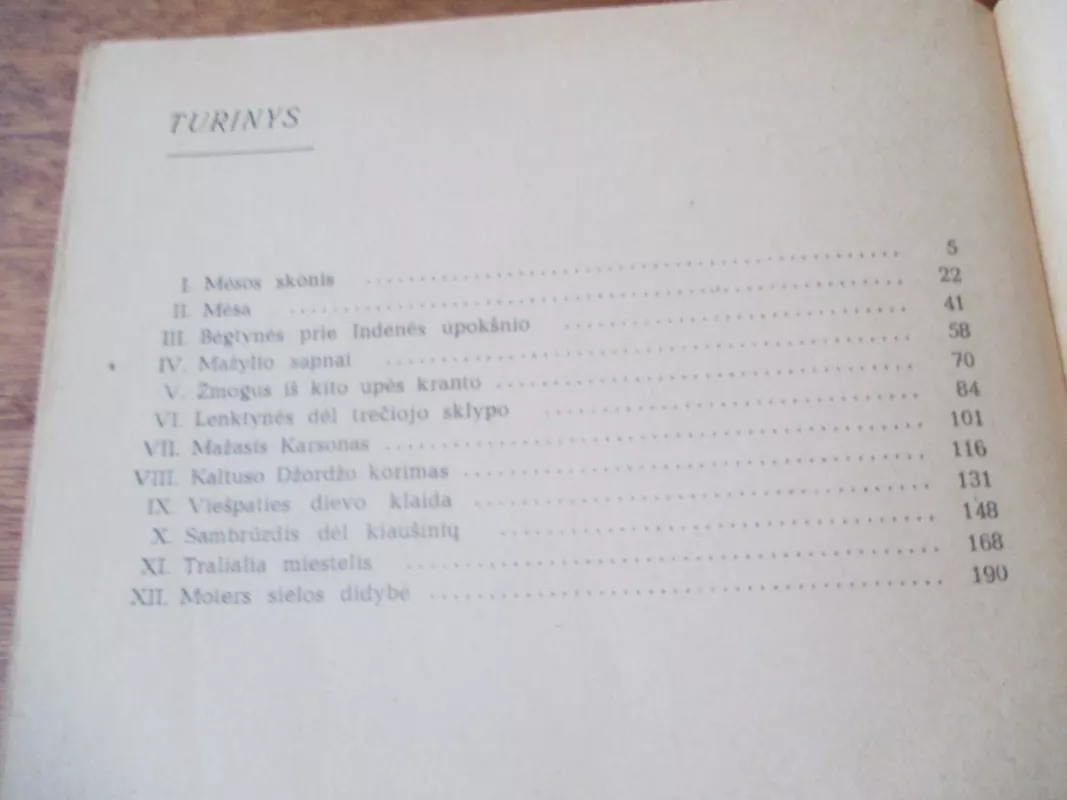 TURINYS
I. Mėsos skonis 5
II. Mėsa 22
III. Bėgtynės prie Indenės upokšnio 41
IV. Mažylio sapnai 58
V. Žmogus iš kito upės kranto 70
VI. Lenktynės dėl trečiojo sklypo 84
VII. Mažasis Karsonas 101
VIII. Kaltuso Džordžo korimas 116
IX. Viešpaties dievo klaida 131
X. Sambrūzdis dėl kiaušinių 148
XI. Tralialia miestelis 168
XII. Moters sielos didybė 190